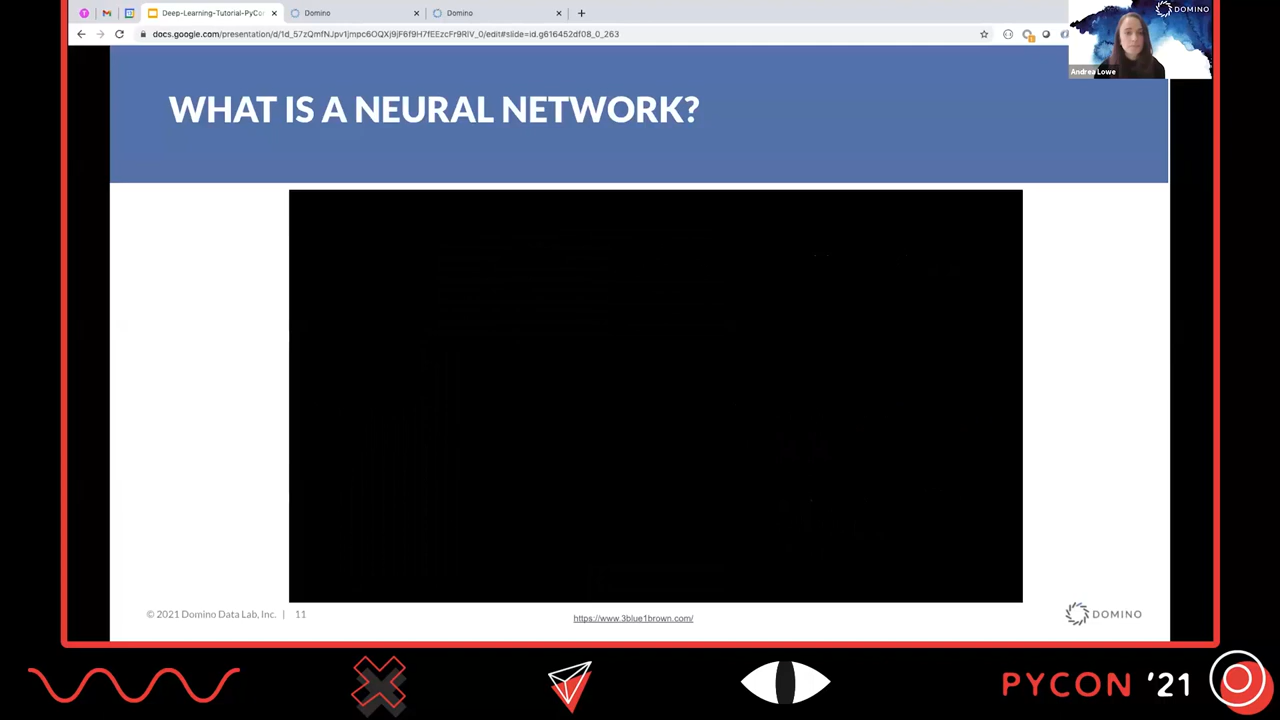 Deep-Learning-Tutorial-PyCo
Domino
Domino
docs.google.com/presentation/d/1d_57zQmfNJpv1jmpc6OQXj9jF6f9H7fEEzcFr9RlV_0/edit#slide=id.g616452df08_0_263
DOMINO
Andrea Lowe
WHAT IS A NEURAL NETWORK?
© 2021 Domino Data Lab, Inc. | 11
https://www.3blue1brown.com/
DOMINO
PYCON '21